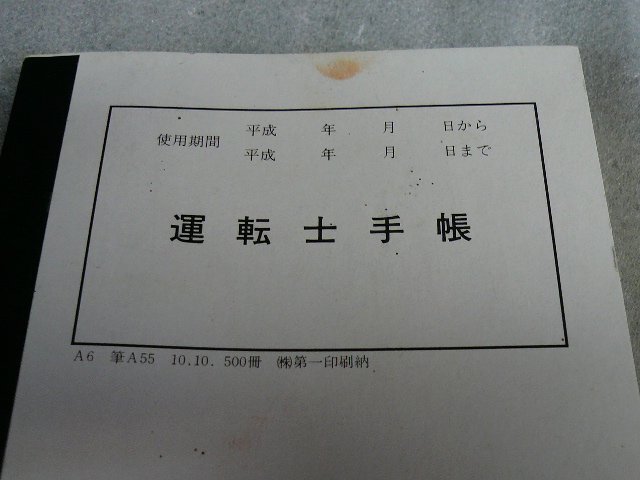 使用期間 平成 年 月 日から
平成 年 月 日まで
運転士手帳
A6 筆A55 10.10. 500冊 ㈱第一印刷納